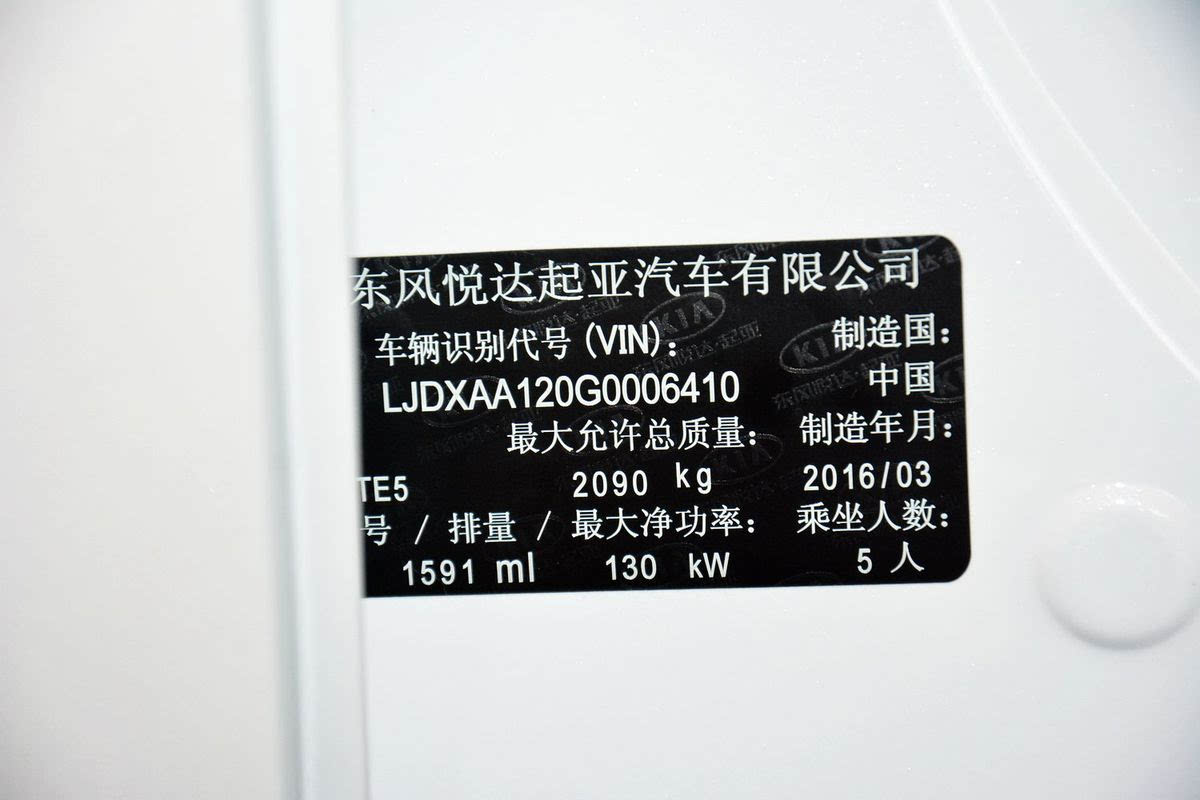 东风悦达起亚汽车有限公司
车辆识别代号 (VIN): 制造国:
LJDXAA120G0006410 中国
最大允许总质量: 制造年月:
TE5 2090 kg 2016/03
号 / 排量 / 最大净功率: 乘坐人数:
1591 ml 130 kW 5 人